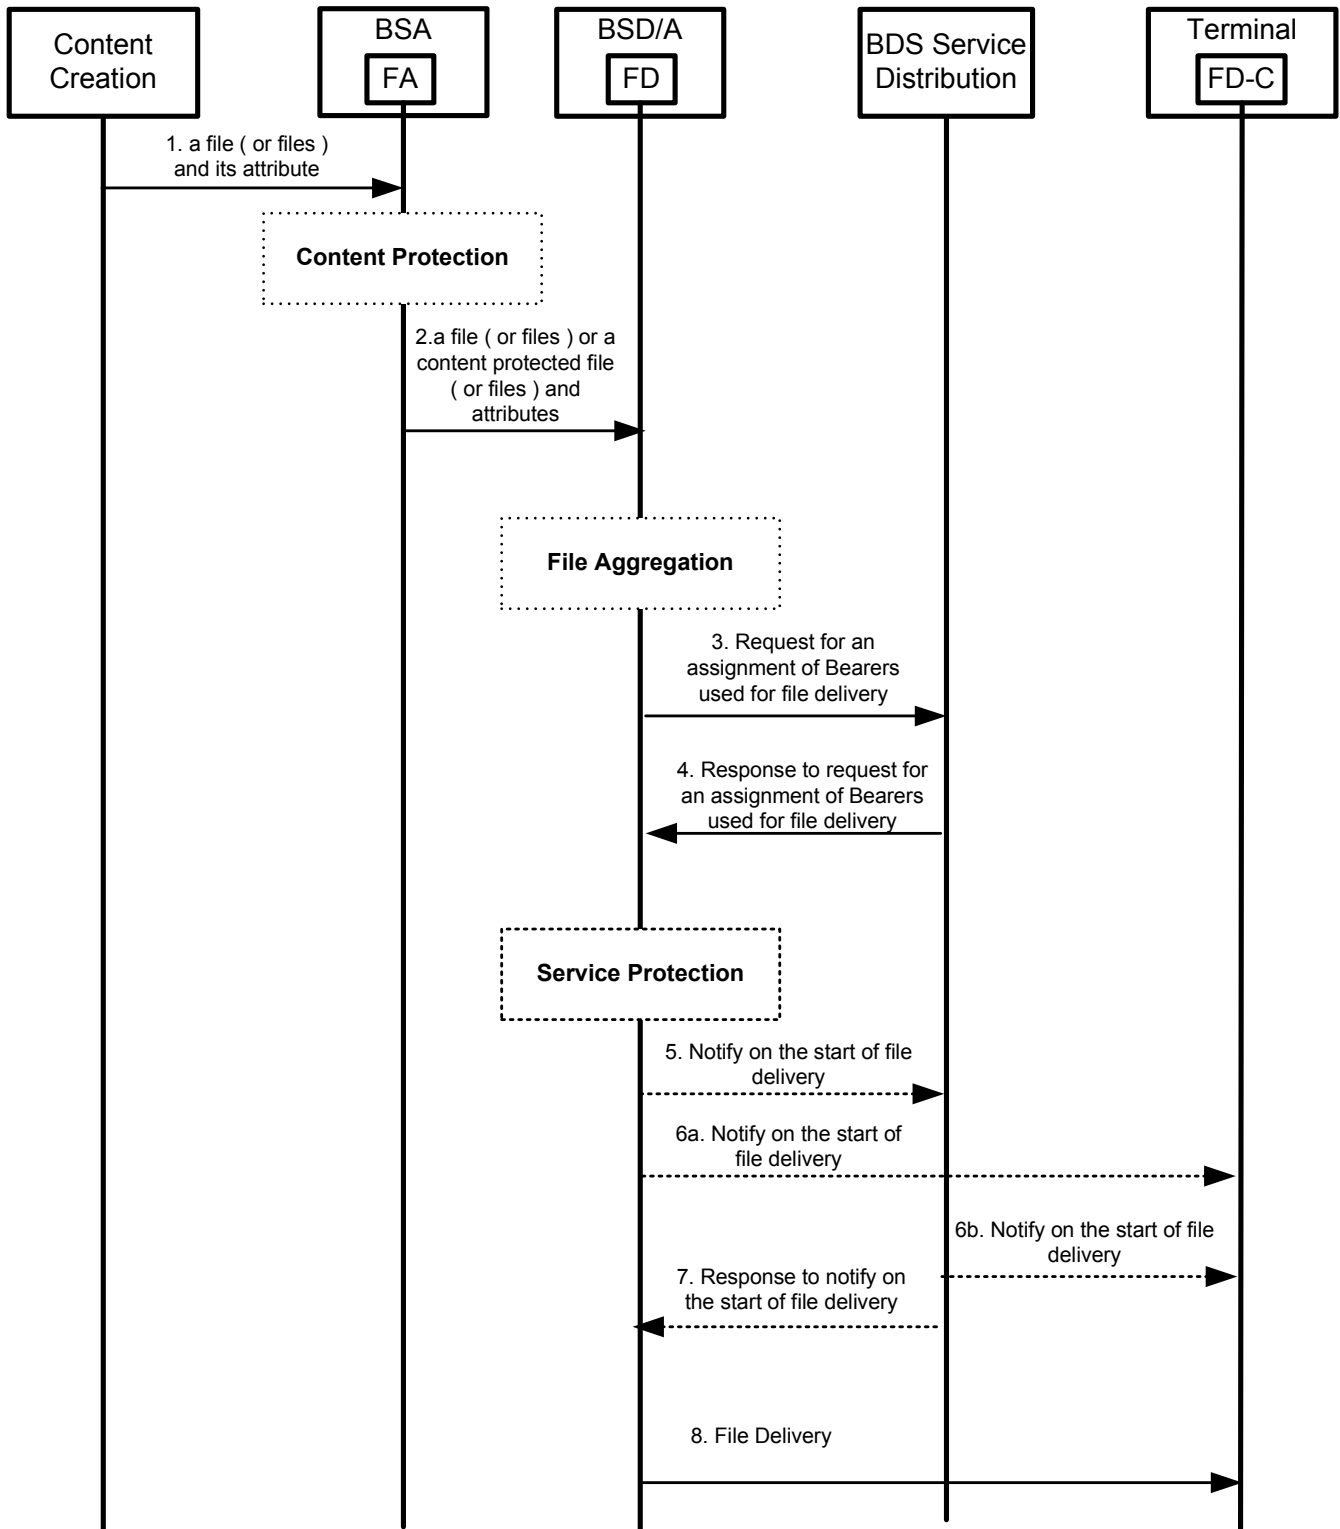 Content
Creation
BSA
FA
BSD/A
FD
BDS Service
Distribution
Terminal
FD-C
1. a file ( or files )
and its attribute
Content Protection
2.a file ( or files ) or a
content protected file
( or files ) and
attributes
File Aggregation
3. Request for an
assignment of Bearers
used for file delivery
4. Response to request for
an assignment of Bearers
used for file delivery
Service Protection
5. Notify on the start of file
delivery
6a. Notify on the start of
file delivery
6b. Notify on the start of file
delivery
7. Response to notify on
the start of file delivery
8. File Delivery